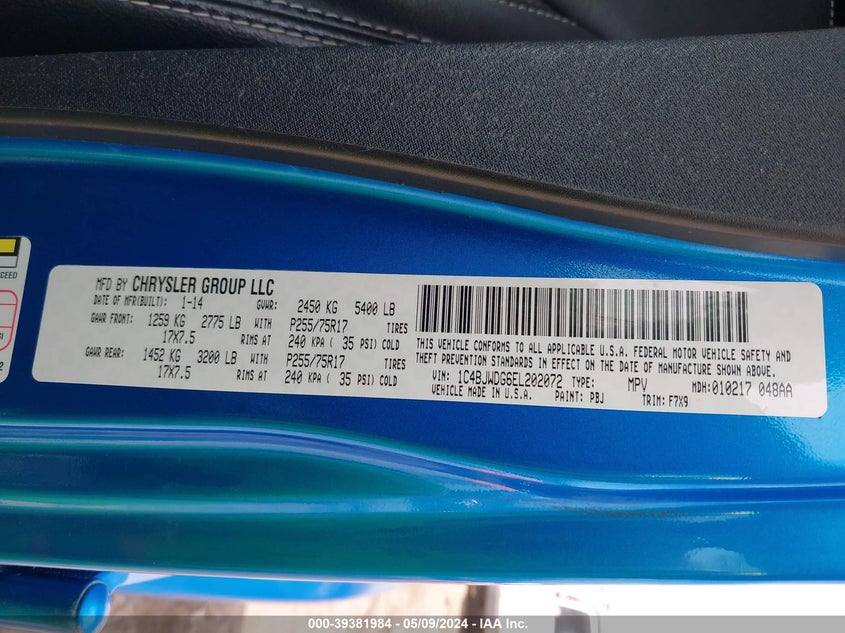 MFD BY CHRYSLER GROUP LLC
DATE OF MFR(BUILT): 1-14 GVWR: 2450 KG 5400 LB
GAWR FRONT: 1259 KG 2775 LB WITH P255/75R17 TIRES
17X7.5 RIMS AT 240 KPA ( 35 PSI) COLD
GAWR REAR: 1452 KG 3200 LB WITH P255/75R17 TIRES
17X7.5 RIMS AT 240 KPA ( 35 PSI) COLD
THIS VEHICLE CONFORMS TO ALL APPLICABLE U.S.A. FEDERAL MOTOR VEHICLE SAFETY AND
THEFT PREVENTION STANDARDS IN EFFECT ON THE DATE OF MANUFACTURE SHOWN ABOVE.
VIN: 1C4BJWDG6EL202072 TYPE: MPV MDH: 010217 048AA
VEHICLE MADE IN U.S.A. PAINT: PBJ TRIM: F7X9
000-39381984 - 05/09/2024 - IAA Inc.